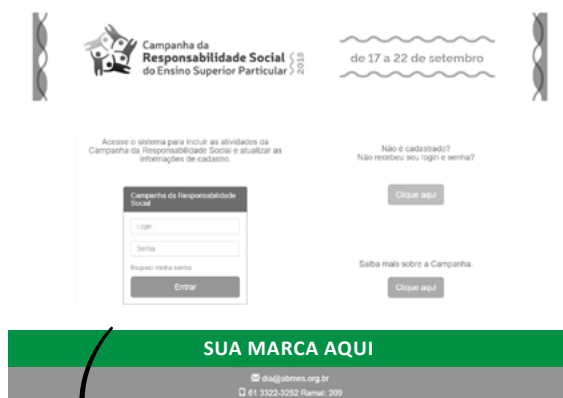 Campanha da
Responsabilidade Social
do Ensino Superior Particular
2018
de 17 a 22 de setembro
Acesse o sistema para incluir as atividades da
Campanha da Responsabilidade Social e atualizar as
informações de cadastro.
Campanha da Responsabilidade
Social
Login
Senha
Esqueci minha senha
Entrar
Não é cadastrado?
Não recebeu seu login e senha?
Clique aqui
Saiba mais sobre a Campanha.
Clique aqui
SUA MARCA AQUI
dia@abmes.org.br
61 3322-3252 Ramal: 209